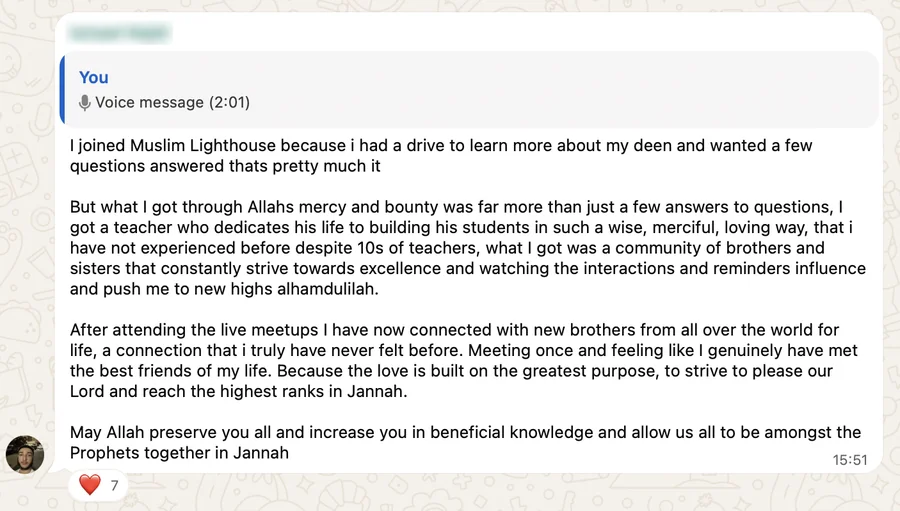 You
Voice message (2:01)
I joined Muslim Lighthouse because i had a drive to learn more about my deen and wanted a few
questions answered thats pretty much it
But what I got through Allahs mercy and bounty was far more than just a few answers to questions, I
got a teacher who dedicates his life to building his students in such a wise, merciful, loving way, that i
have not experienced before despite 10s of teachers, what I got was a community of brothers and
sisters that constantly strive towards excellence and watching the interactions and reminders influence
and push me to new highs alhamdulilah.
After attending the live meetups I have now connected with new brothers from all over the world for
life, a connection that i truly have never felt before. Meeting once and feeling like I genuinely have met
the best friends of my life. Because the love is built on the greatest purpose, to strive to please our
Lord and reach the highest ranks in Jannah.
May Allah preserve you all and increase you in beneficial knowledge and allow us all to be amongst the
Prophets together in Jannah
15:51
❤️ 7